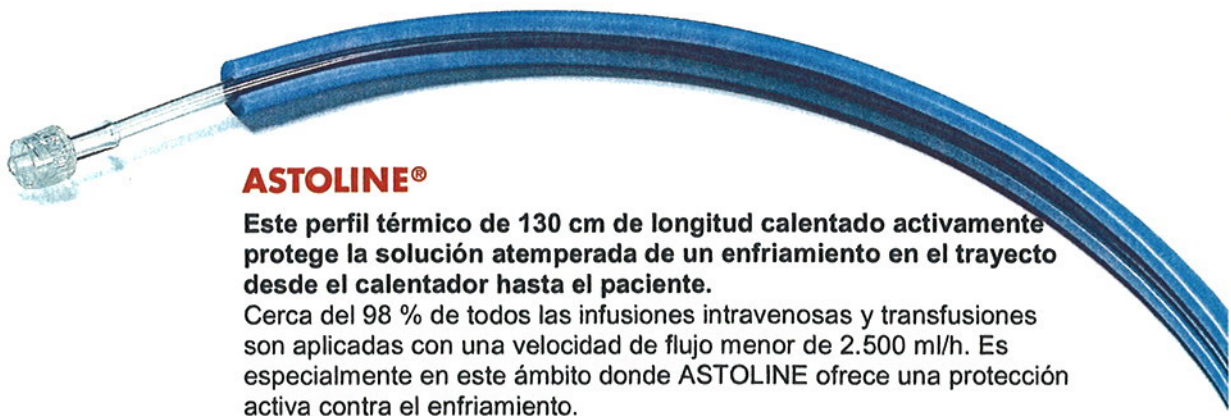 ASTOLINE®
Este perfil térmico de 130 cm de longitud calentado activamente
protege la solución atemperada de un enfriamiento en el trayecto
desde el calentador hasta el paciente.
Cerca del 98 % de todos las infusiones intravenosas y transfusiones
son aplicadas con una velocidad de flujo menor de 2.500 ml/h. Es
especialmente en este ámbito donde ASTOLINE ofrece una protección
activa contra el enfriamiento.